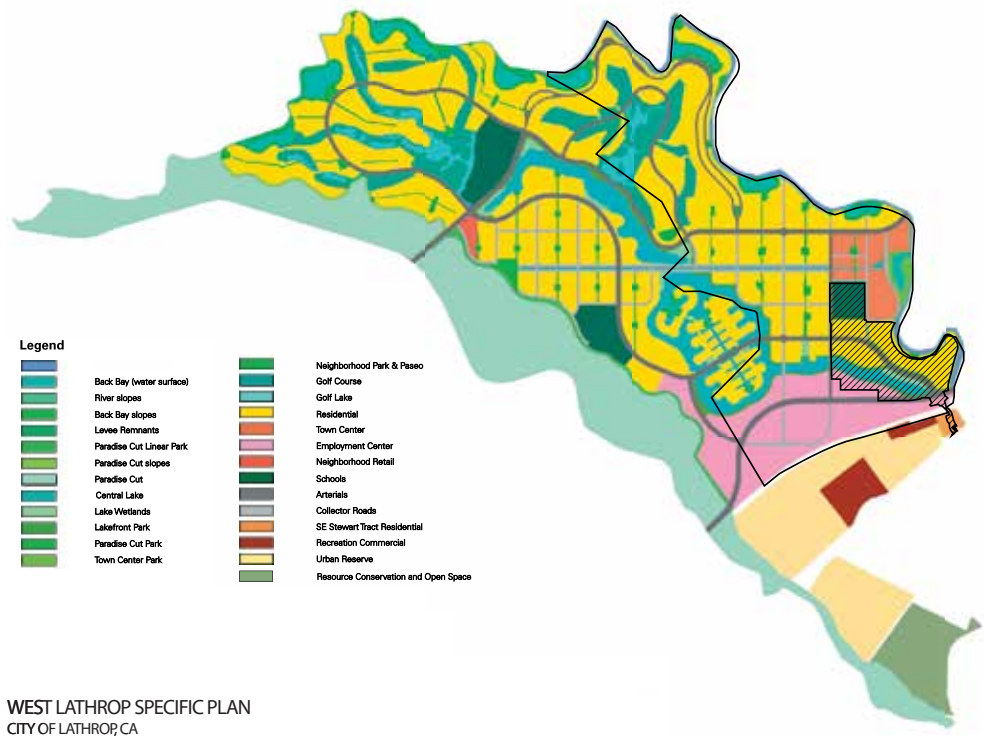 Legend
Back Bay (water surface)
River slopes
Back Bay slopes
Levee Remnants
Paradise Cut Linear Park
Paradise Cut slopes
Paradise Cut
Central Lake
Lake Wetlands
Lakefront Park
Paradise Cut Park
Town Center Park
Neighborhood Park & Paseo
Golf Course
Golf Lake
Residential
Town Center
Employment Center
Neighborhood Retail
Schools
Arterials
Collector Roads
SE Stewart Tract Residential
Recreation Commercial
Urban Reserve
Resource Conservation and Open Space
WEST LATHROP SPECIFIC PLAN
CITY OF LATHROP, CA